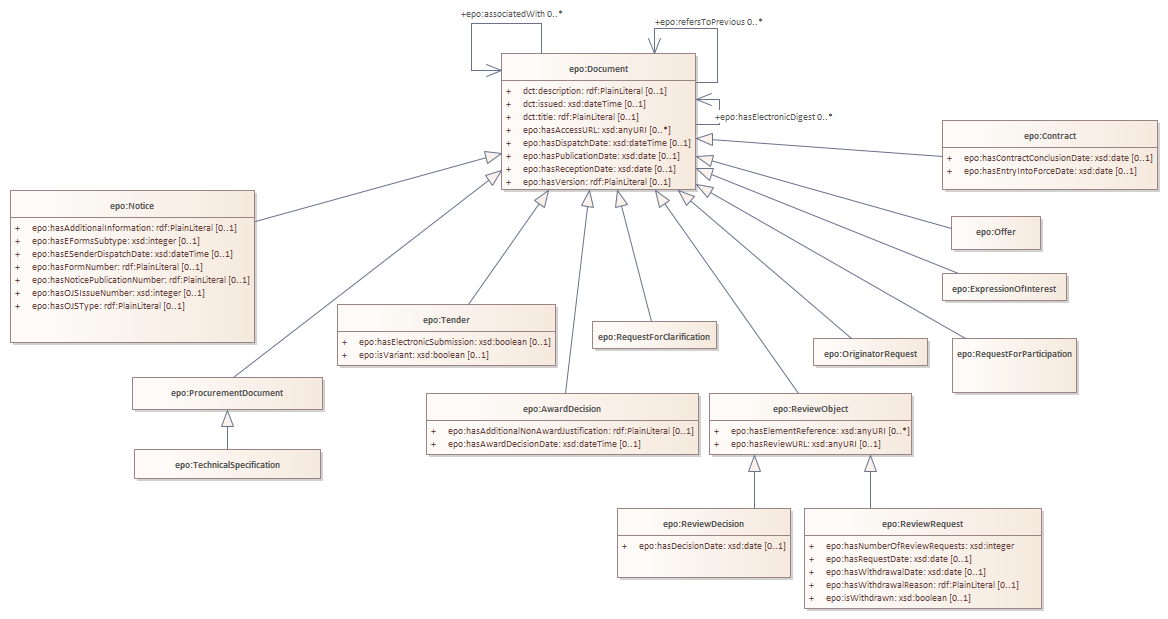 +epo:associatedWith 0..*
+epo:refersToPrevious 0..*
epo:Document
+ dct:description: rdf:PlainLiteral [0..1]
+ dct:issued: xsd:dateTime [0..1]
+ dct:title: rdf:PlainLiteral [0..1]
+ epo:hasAccessURL: xsd:anyURI [0..*]
+ epo:hasDispatchDate: xsd:dateTime [0..1]
+ epo:hasPublicationDate: xsd:date [0..1]
+ epo:hasReceptionDate: xsd:date [0..1]
+ epo:hasVersion: rdf:PlainLiteral [0..1]
+epo:hasElectronicDigest 0..*
epo:Contract
+ epo:hasContractConclusionDate: xsd:date [0..1]
+ epo:hasEntryIntoForceDate: xsd:date [0..1]
epo:Notice
+ epo:hasAdditionalInformation: rdf:PlainLiteral [0..1]
+ epo:hasEFormsSubtype: xsd:integer [0..1]
+ epo:hasESenderDispatchDate: xsd:dateTime [0..1]
+ epo:hasFormNumber: rdf:PlainLiteral [0..1]
+ epo:hasNoticePublicationNumber: rdf:PlainLiteral [0..1]
+ epo:hasOJSIssueNumber: xsd:integer [0..1]
+ epo:hasOJSType: rdf:PlainLiteral [0..1]
epo:Offer
epo:ExpressionOfInterest
epo:Tender
+ epo:hasElectronicSubmission: xsd:boolean [0..1]
+ epo:isVariant: xsd:boolean [0..1]
epo:RequestForClarification
epo:OriginatorRequest
epo:RequestForParticipation
epo:ProcurementDocument
epo:AwardDecision
+ epo:hasAdditionalNonAwardJustification: rdf:PlainLiteral [0..1]
+ epo:hasAwardDecisionDate: xsd:dateTime [0..1]
epo:ReviewObject
+ epo:hasElementReference: xsd:anyURI [0..*]
+ epo:hasReviewURL: xsd:anyURI [0..1]
epo:TechnicalSpecification
epo:ReviewDecision
+ epo:hasDecisionDate: xsd:date [0..1]
epo:ReviewRequest
+ epo:hasNumberOfReviewRequests: xsd:integer
+ epo:hasRequestDate: xsd:date [0..1]
+ epo:hasWithdrawalDate: xsd:date [0..1]
+ epo:hasWithdrawalReason: rdf:PlainLiteral [0..1]
+ epo:isWithdrawn: xsd:boolean [0..1]